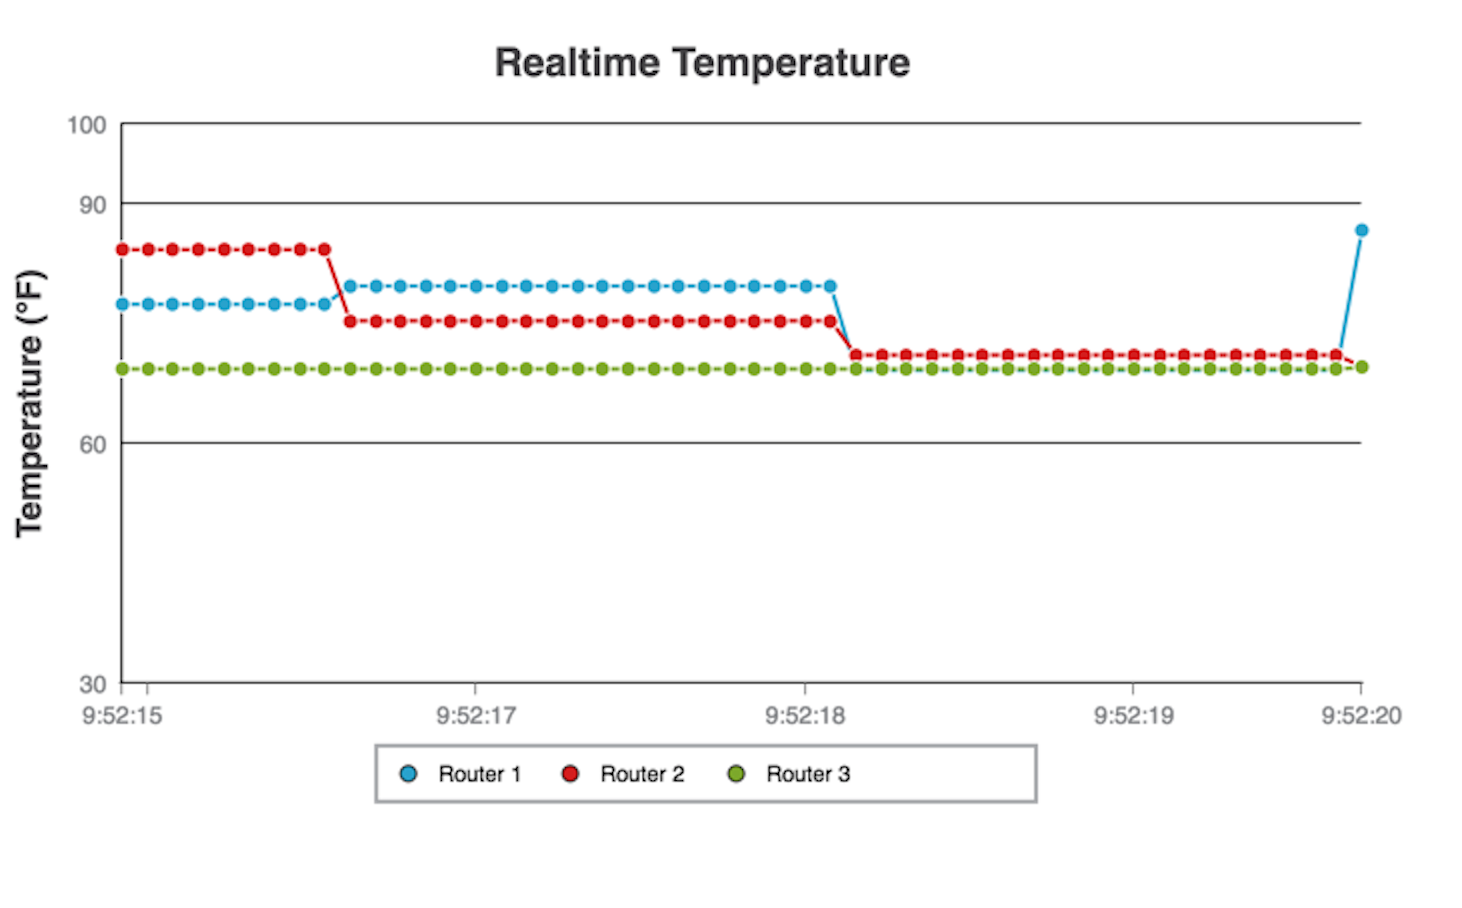 Realtime Temperature
Temperature (°F)
100
90
60
30
9:52:15
9:52:17
9:52:18
9:52:19
9:52:20
Router 1
Router 2
Router 3